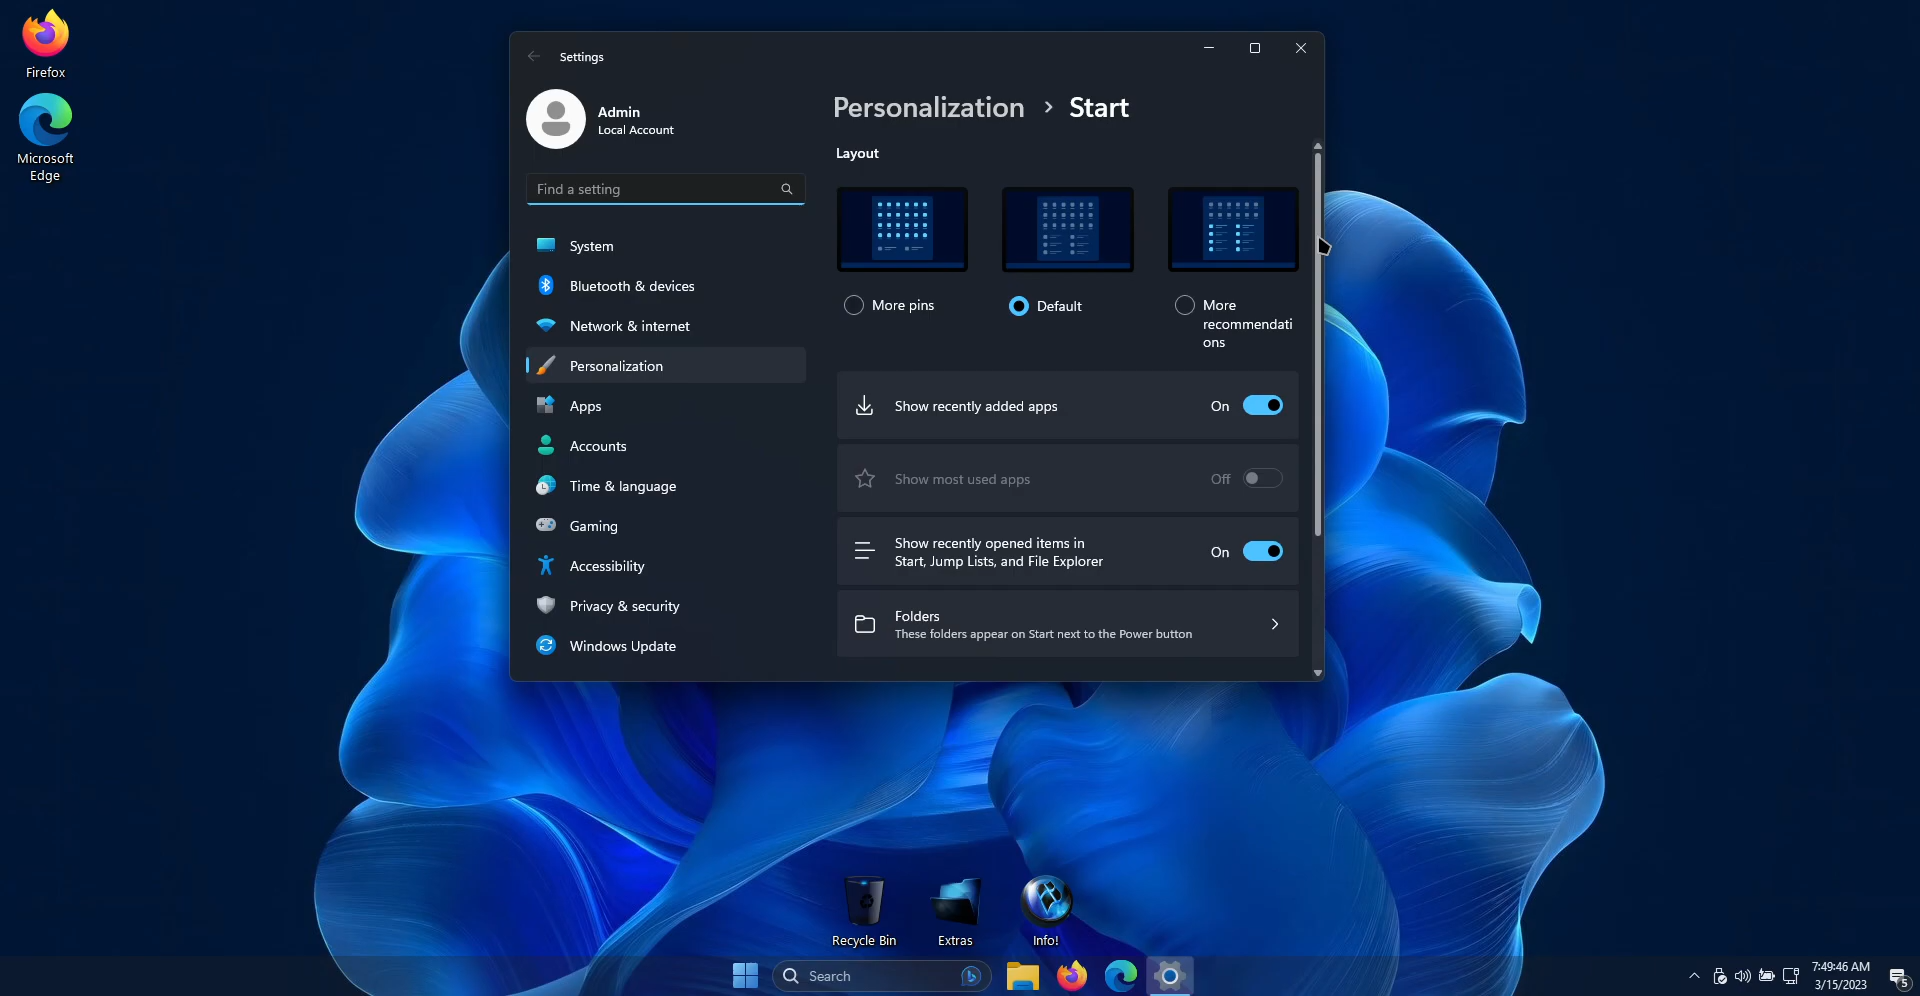 Firefox
Microsoft
Edge
Settings
Admin
Local Account
Find a setting
System
Bluetooth & devices
Network & internet
Personalization
Apps
Accounts
Time & language
Gaming
Accessibility
Privacy & security
Windows Update
Personalization > Start
Layout
More pins
Default
More
recommendati
ons
Show recently added apps On
Show most used apps Off
Show recently opened items in
Start, Jump Lists, and File Explorer
On
Folders
These folders appear on Start next to the Power button
Recycle Bin
Extras
Info!
Search
7:49:46 AM
3/15/2023
5